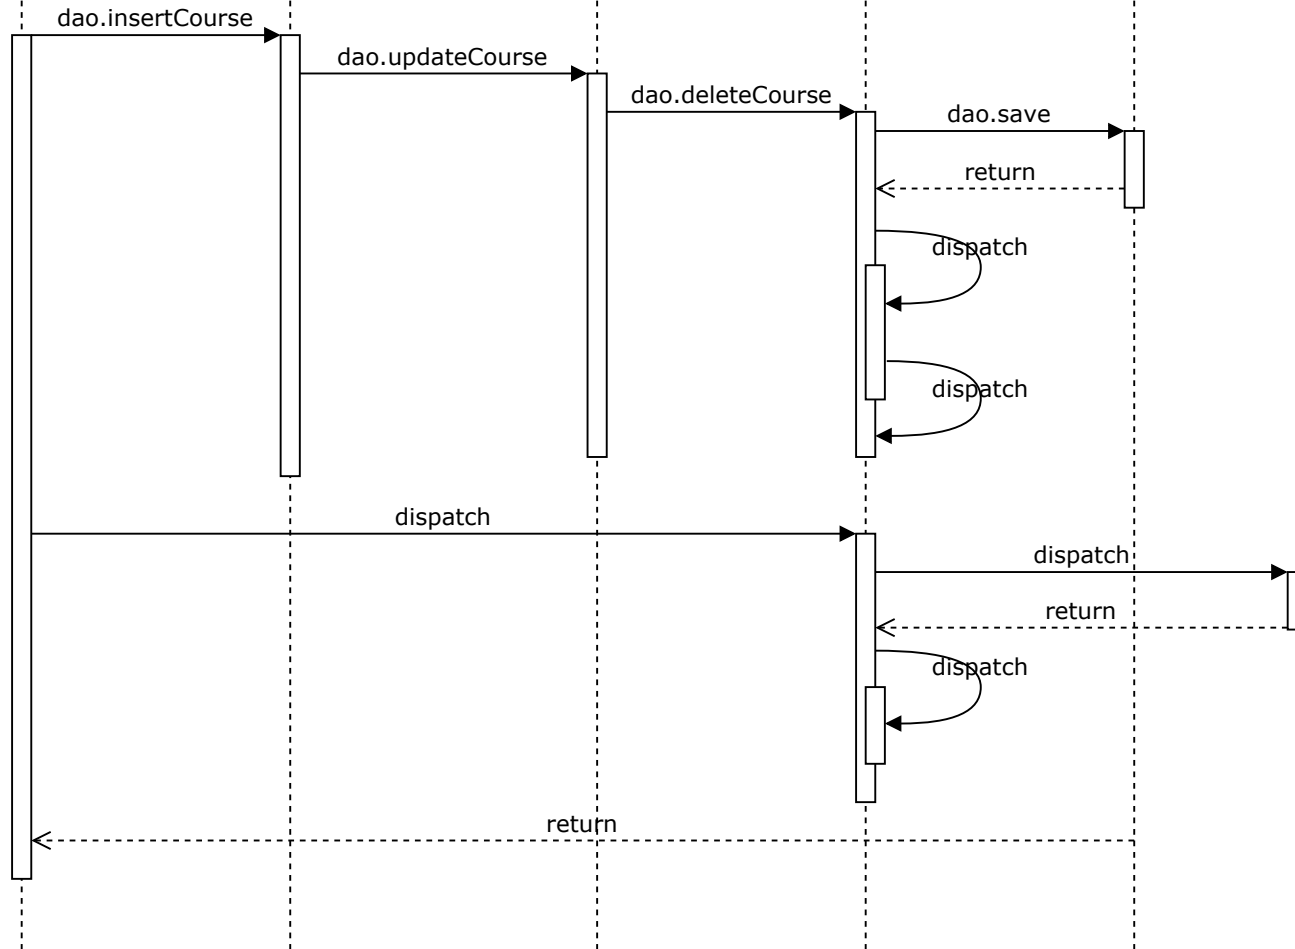 dao.insertCourse
dao.updateCourse
dao.deleteCourse
dao.save
return
dispatch
dispatch
dispatch
dispatch
return
dispatch
return